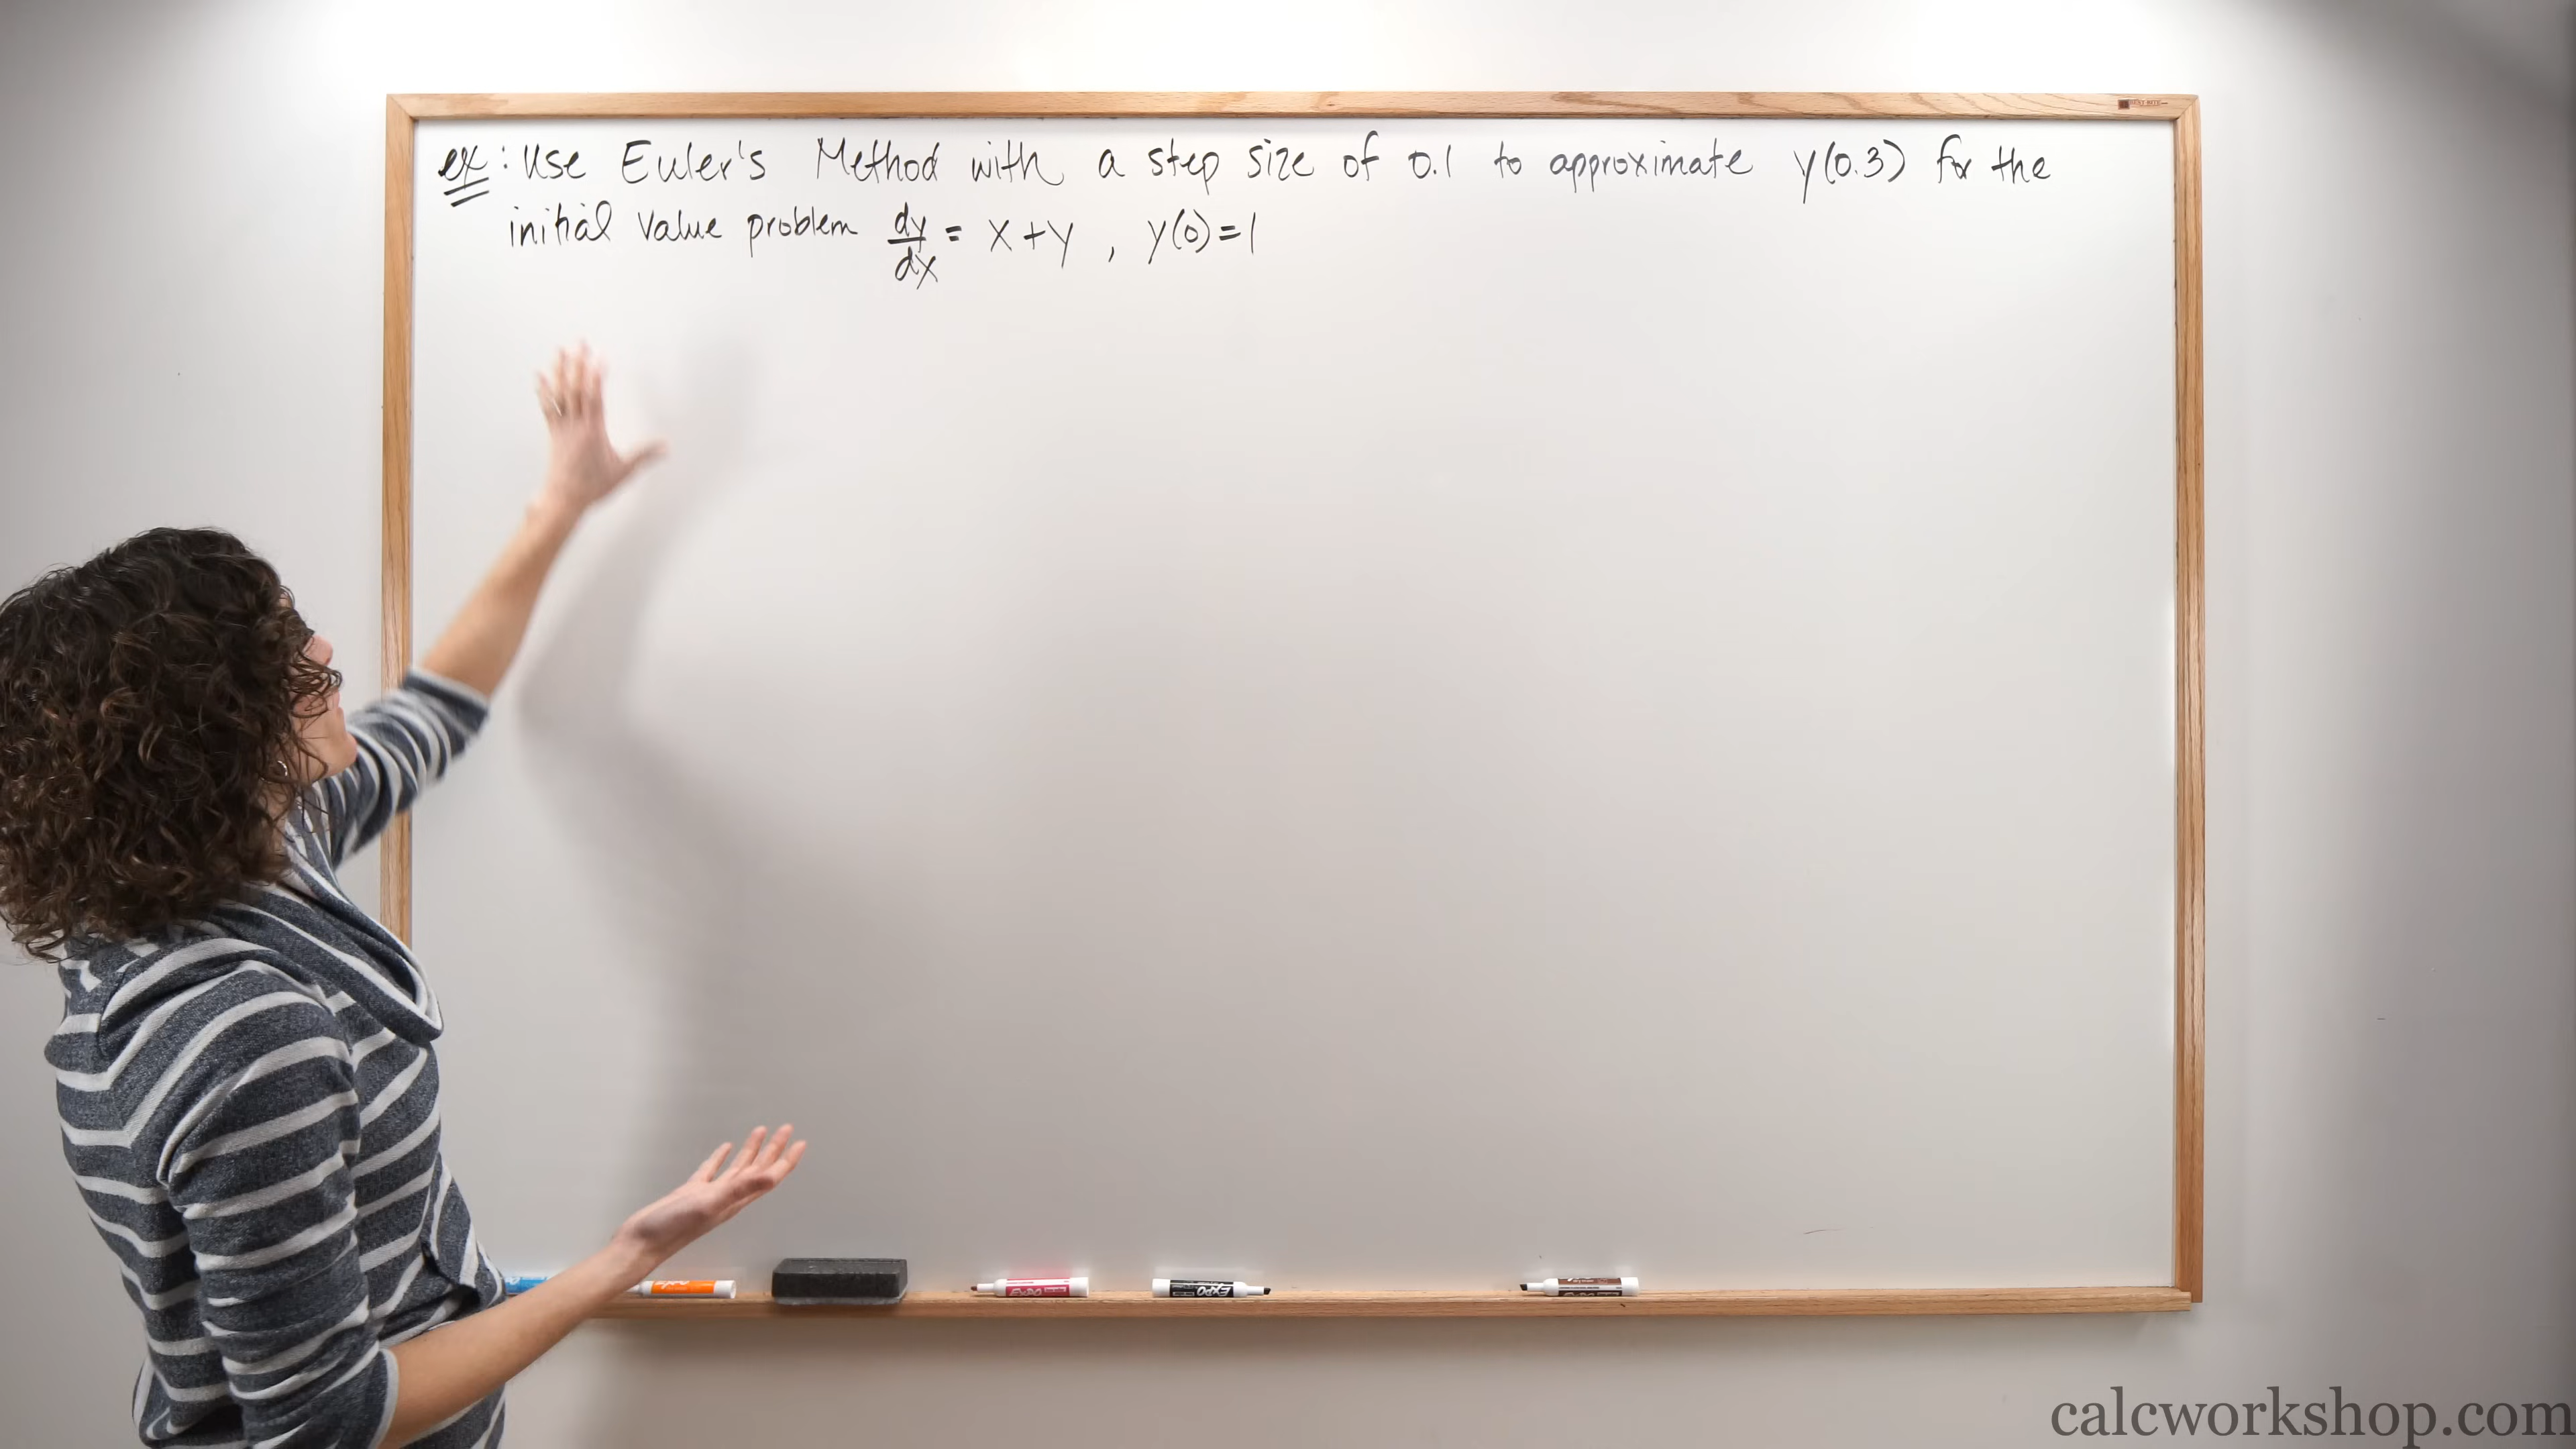 ex: Use Euler's Method with a step size of 0.1 to approximate y(0.3) for the
initial value problem dy/dx = x+y , y(0)=1
EXPO
calcworkshop.com